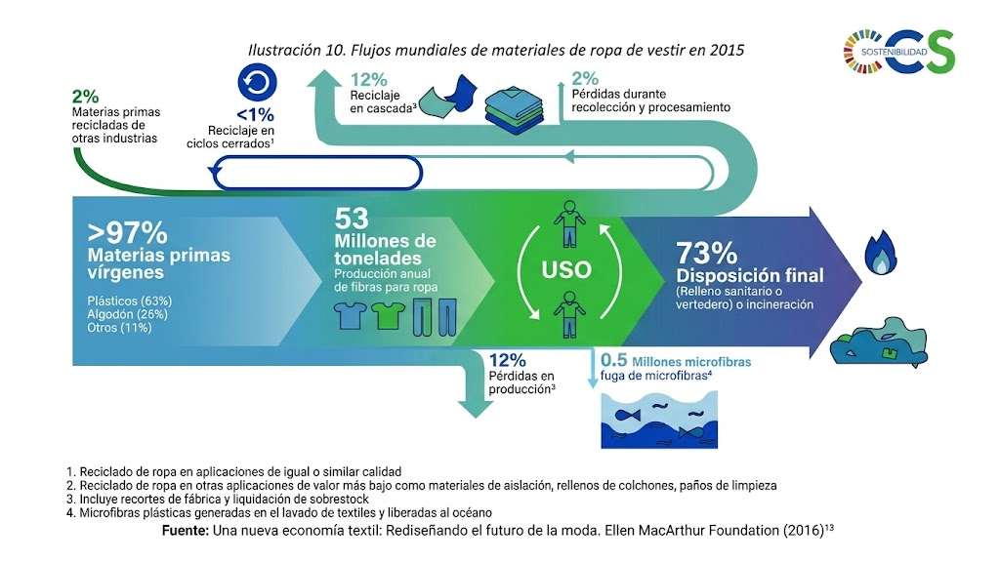 Ilustración 10. Flujos mundiales de materiales de ropa de vestir en 2015
SOSTENIBILIDAD
CS
2%
Materias primas
recicladas de
otras industrias
<1%
Reciclaje en
ciclos cerrados¹
12%
Reciclaje
en cascada³
2%
Pérdidas durante
recolección y procesamiento
>97%
Materias primas
vírgenes
Plásticos (63%)
Algodón (26%)
Otros (11%)
53
Millones de
tonelades
Producción anual
de fibras para ropa
USO
73%
Disposición final
(Relleno sanitario o
vertedero) o incineración
12%
Pérdidas en
producción³
0.5 Millones microfibras
fuga de microfibras⁴
1. Reciclado de ropa en aplicaciones de igual o similar calidad
2. Reciclado de ropa en otras aplicaciones de valor más bajo como materiales de aislación, rellenos de colchones, paños de limpieza
3. Incluye recortes de fábrica y liquidación de sobrestock
4. Microfibras plásticas generadas en el lavado de textiles y liberadas al océano
Fuente: Una nueva economía textil: Rediseñando el futuro de la moda. Ellen MacArthur Foundation (2016)¹³